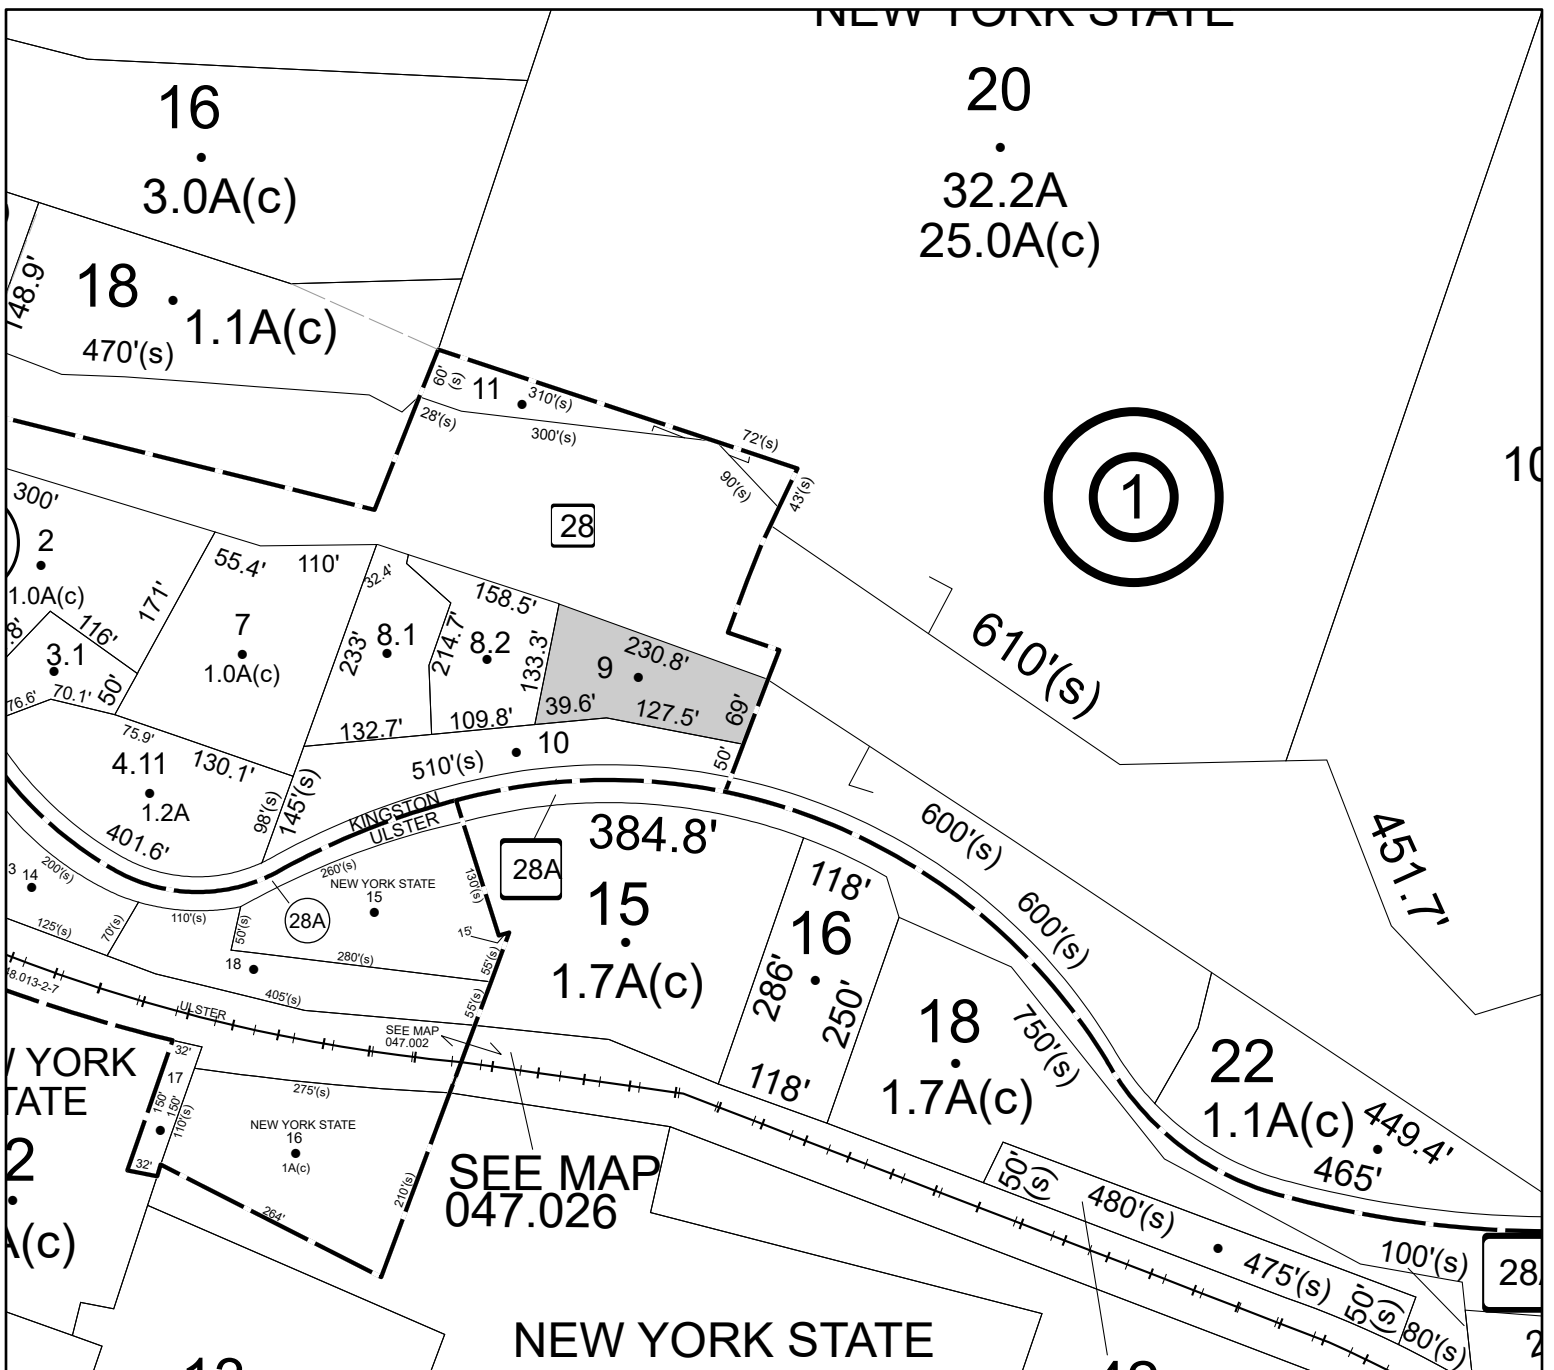 NEW YORK STATE
20
32.2A
25.0A(c)
16
3.0A(c)
148.9'
18
1.1A(c)
470'(s)
60'
(s)
11
310'(s)
28'(s)
300'(s)
72'(s)
90'(s)
43'(s)
1
28
300'
2
1.0A(c)
116'
3.1
70.1'
76.6'
50'
171'
55.4'
110'
7
1.0A(c)
32.4'
233'
8.1
132.7'
158.5'
214.7'
8.2
109.8'
133.3'
230.8'
9
39.6'
127.5'
69'
50'
10
510'(s)
610'(s)
75.9'
4.11
130.1'
1.2A
401.6'
98'(s)
145'(s)
KINGSTON
ULSTER
384.8'
28A
15
1.7A(c)
118'
16
286'
250'
118'
600'(s)
600'(s)
451.7'
18
1.7A(c)
750'(s)
22
1.1A(c)
449.4'
465'
260'(s)
NEW YORK STATE
15
130'(s)
28A
3
14
200'(s)
125'(s)
70'(s)
110'(s)
50'(s)
15'
55'(s)
280'(s)
18
405'(s)
55'(s)
48.013-2-7
ULSTER
SEE MAP
047.002
32'
17
150'
150'
110'(s)
32'
275'(s)
NEW YORK STATE
16
1A(c)
264'
210'(s)
SEE MAP
047.026
50'
(s)
480'(s)
475'(s)
50'
(s)
100'(s)
80'(s)
28A
NEW YORK STATE